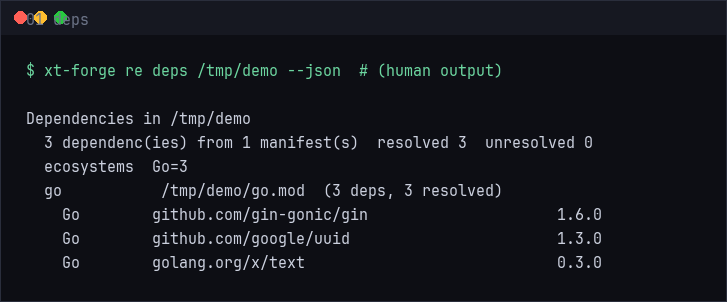 01 deps
$ xt-forge re deps /tmp/demo --json  # (human output)
Dependencies in /tmp/demo
  3 dependenc(ies) from 1 manifest(s)  resolved 3  unresolved 0
  ecosystems  Go=3
  go           /tmp/demo/go.mod  (3 deps, 3 resolved)
    Go        github.com/gin-gonic/gin                     1.6.0
    Go        github.com/google/uuid                       1.3.0
    Go        golang.org/x/text                            0.3.0